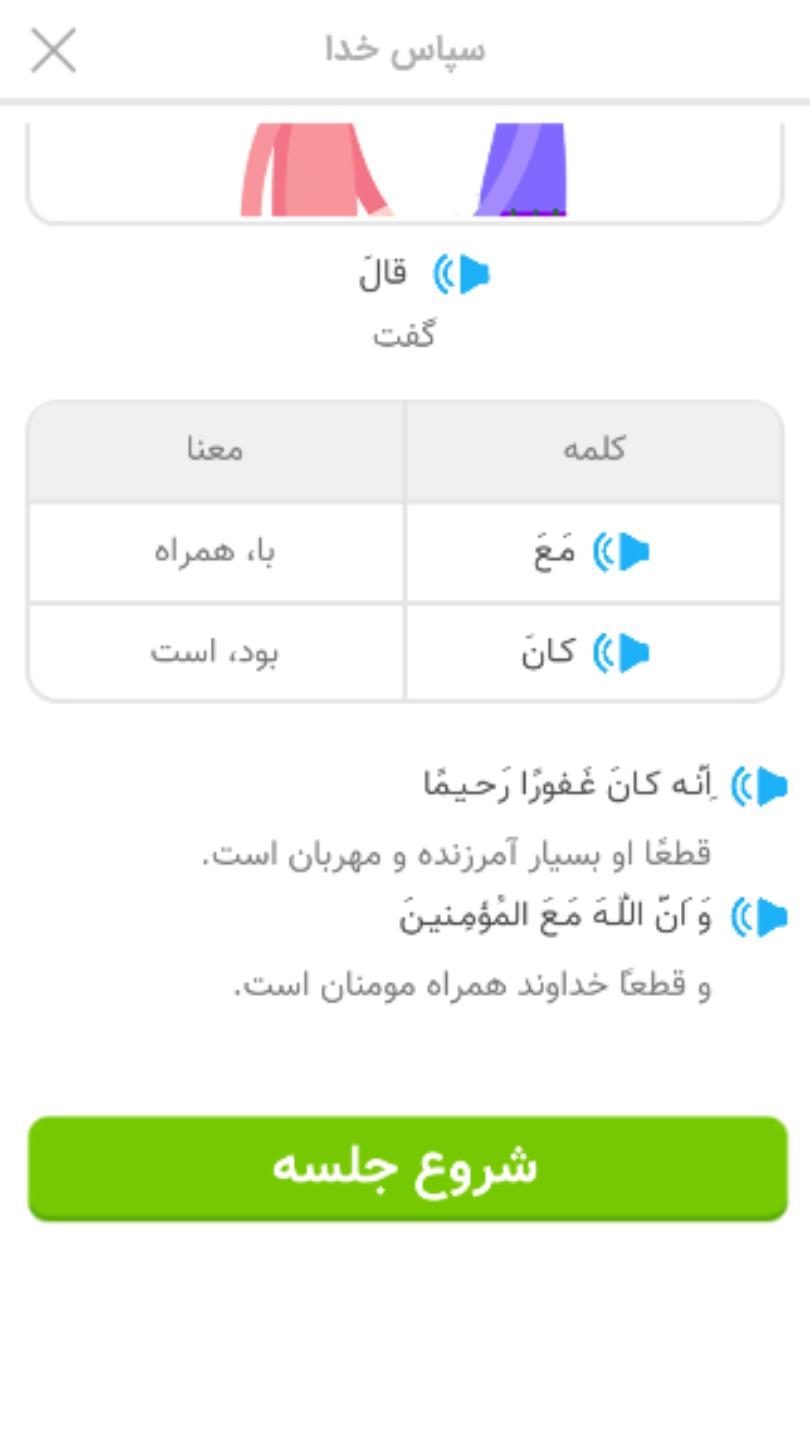 سپاس خدا
قالَ
گفت
کلمه معنا
مَعَ با، همراه
کانَ بود، است
اِنّه کانَ غَفورًا رَحیمًا
قطعًا او بسیار آمرزنده و مهربان است.
وَ اَنّ اللّٰهَ مَعَ المُؤمِنینَ
و قطعاً خداوند همراه مومنان است.
شروع جلسه